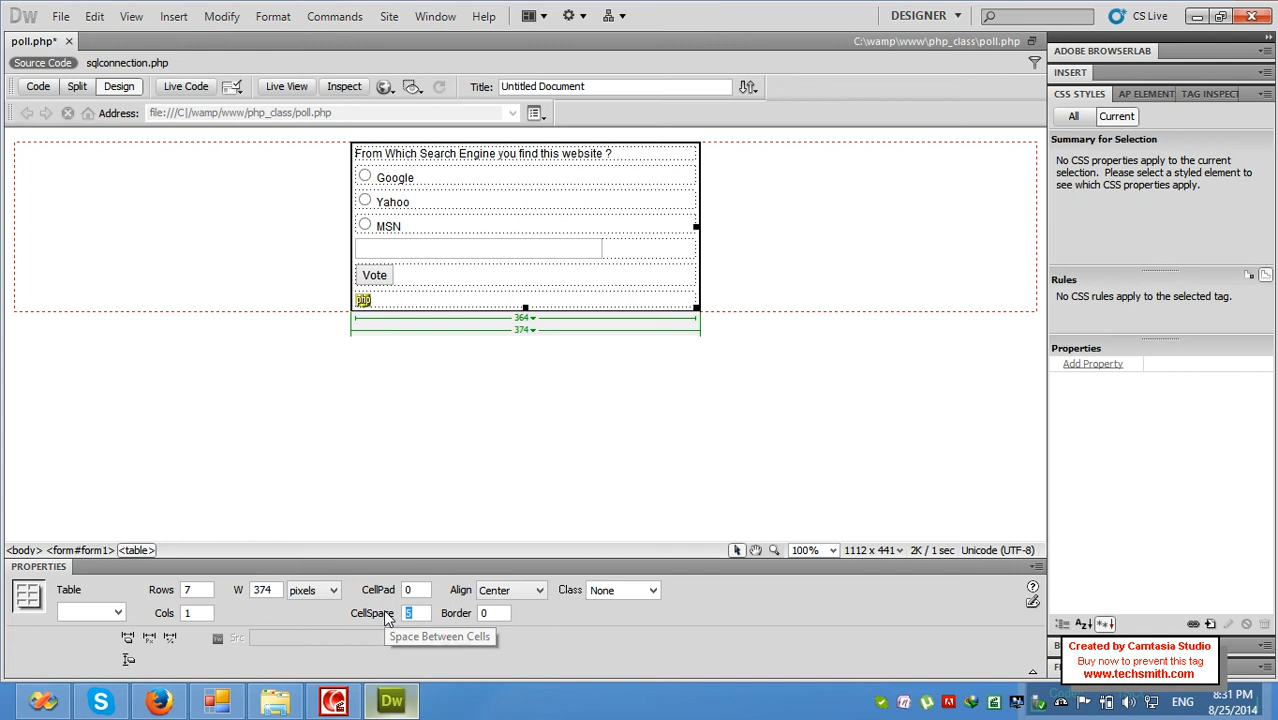 Dw File Edit View Insert Modify Format Commands Site Window Help DESIGNER CS Live
poll.php* × C:\wamp\www\php_class\poll.php
Source Code sqlconnection.php
Code Split Design Live Code Live View Inspect Title: Untitled Document
Address: file:///C|/wamp/www/php_class/poll.php
From Which Search Engine you find this website ?
Google
Yahoo
MSN
Vote
php
364
374
ADOBE BROWSERLAB
INSERT
CSS STYLES AP ELEMENT TAG INSPECT
All Current
Summary for Selection
No CSS properties apply to the current
selection. Please select a styled element to
see which CSS properties apply.
Rules
No CSS rules apply to the selected tag.
Properties
Add Property
<body> <form#form1> <table> 100% 1112 x 441 2K / 1 sec Unicode (UTF-8)
PROPERTIES
Table Rows 7 W 374 pixels CellPad 0 Align Center Class None
Cols 1 CellSpace 5 Border 0
Src
Space Between Cells
Created by Camtasia Studio
Buy now to prevent this tag
www.techsmith.com
Dw ENG 8:31 PM
8/25/2014